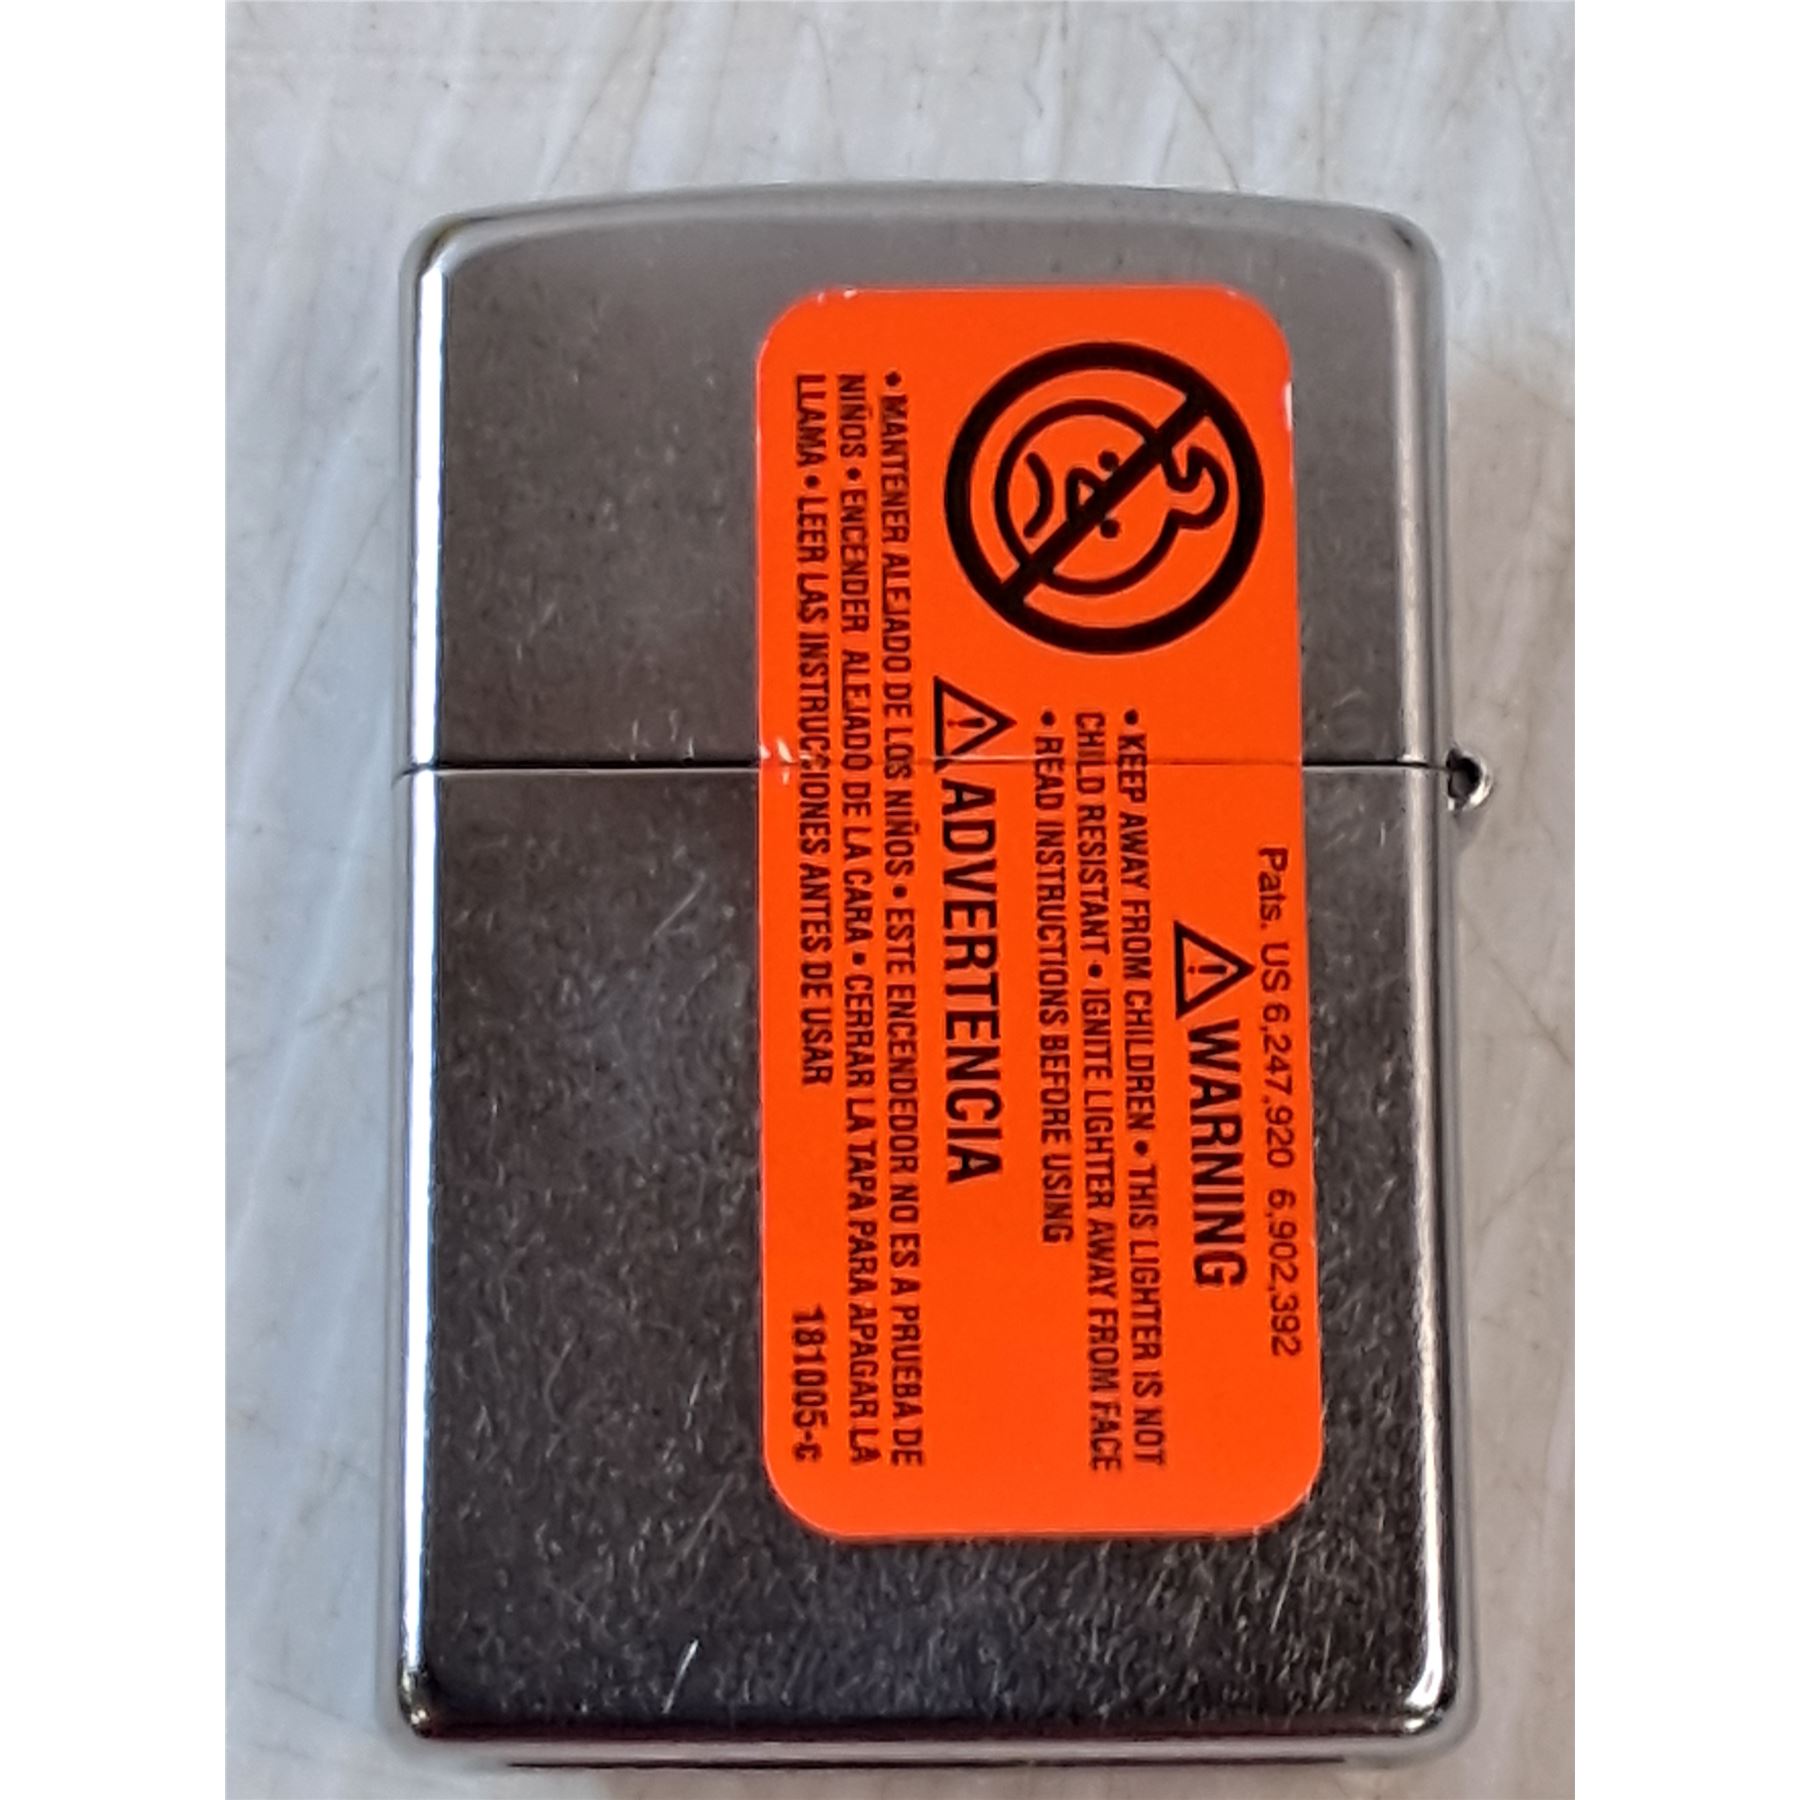 Pats. US 6,247,920 6,902,392
WARNING
• KEEP AWAY FROM CHILDREN • THIS LIGHTER IS NOT
CHILD RESISTANT • IGNITE LIGHTER AWAY FROM FACE
• READ INSTRUCTIONS BEFORE USING
ADVERTENCIA
• MANTENER ALEJADO DE LOS NIÑOS • ESTE ENCENDEDOR NO ES A PRUEBA DE
NIÑOS • ENCENDER ALEJADO DE LA CARA • CERRAR LA TAPA PARA APAGAR LA
LLAMA • LEER LAS INSTRUCCIONES ANTES DE USAR
181005-c